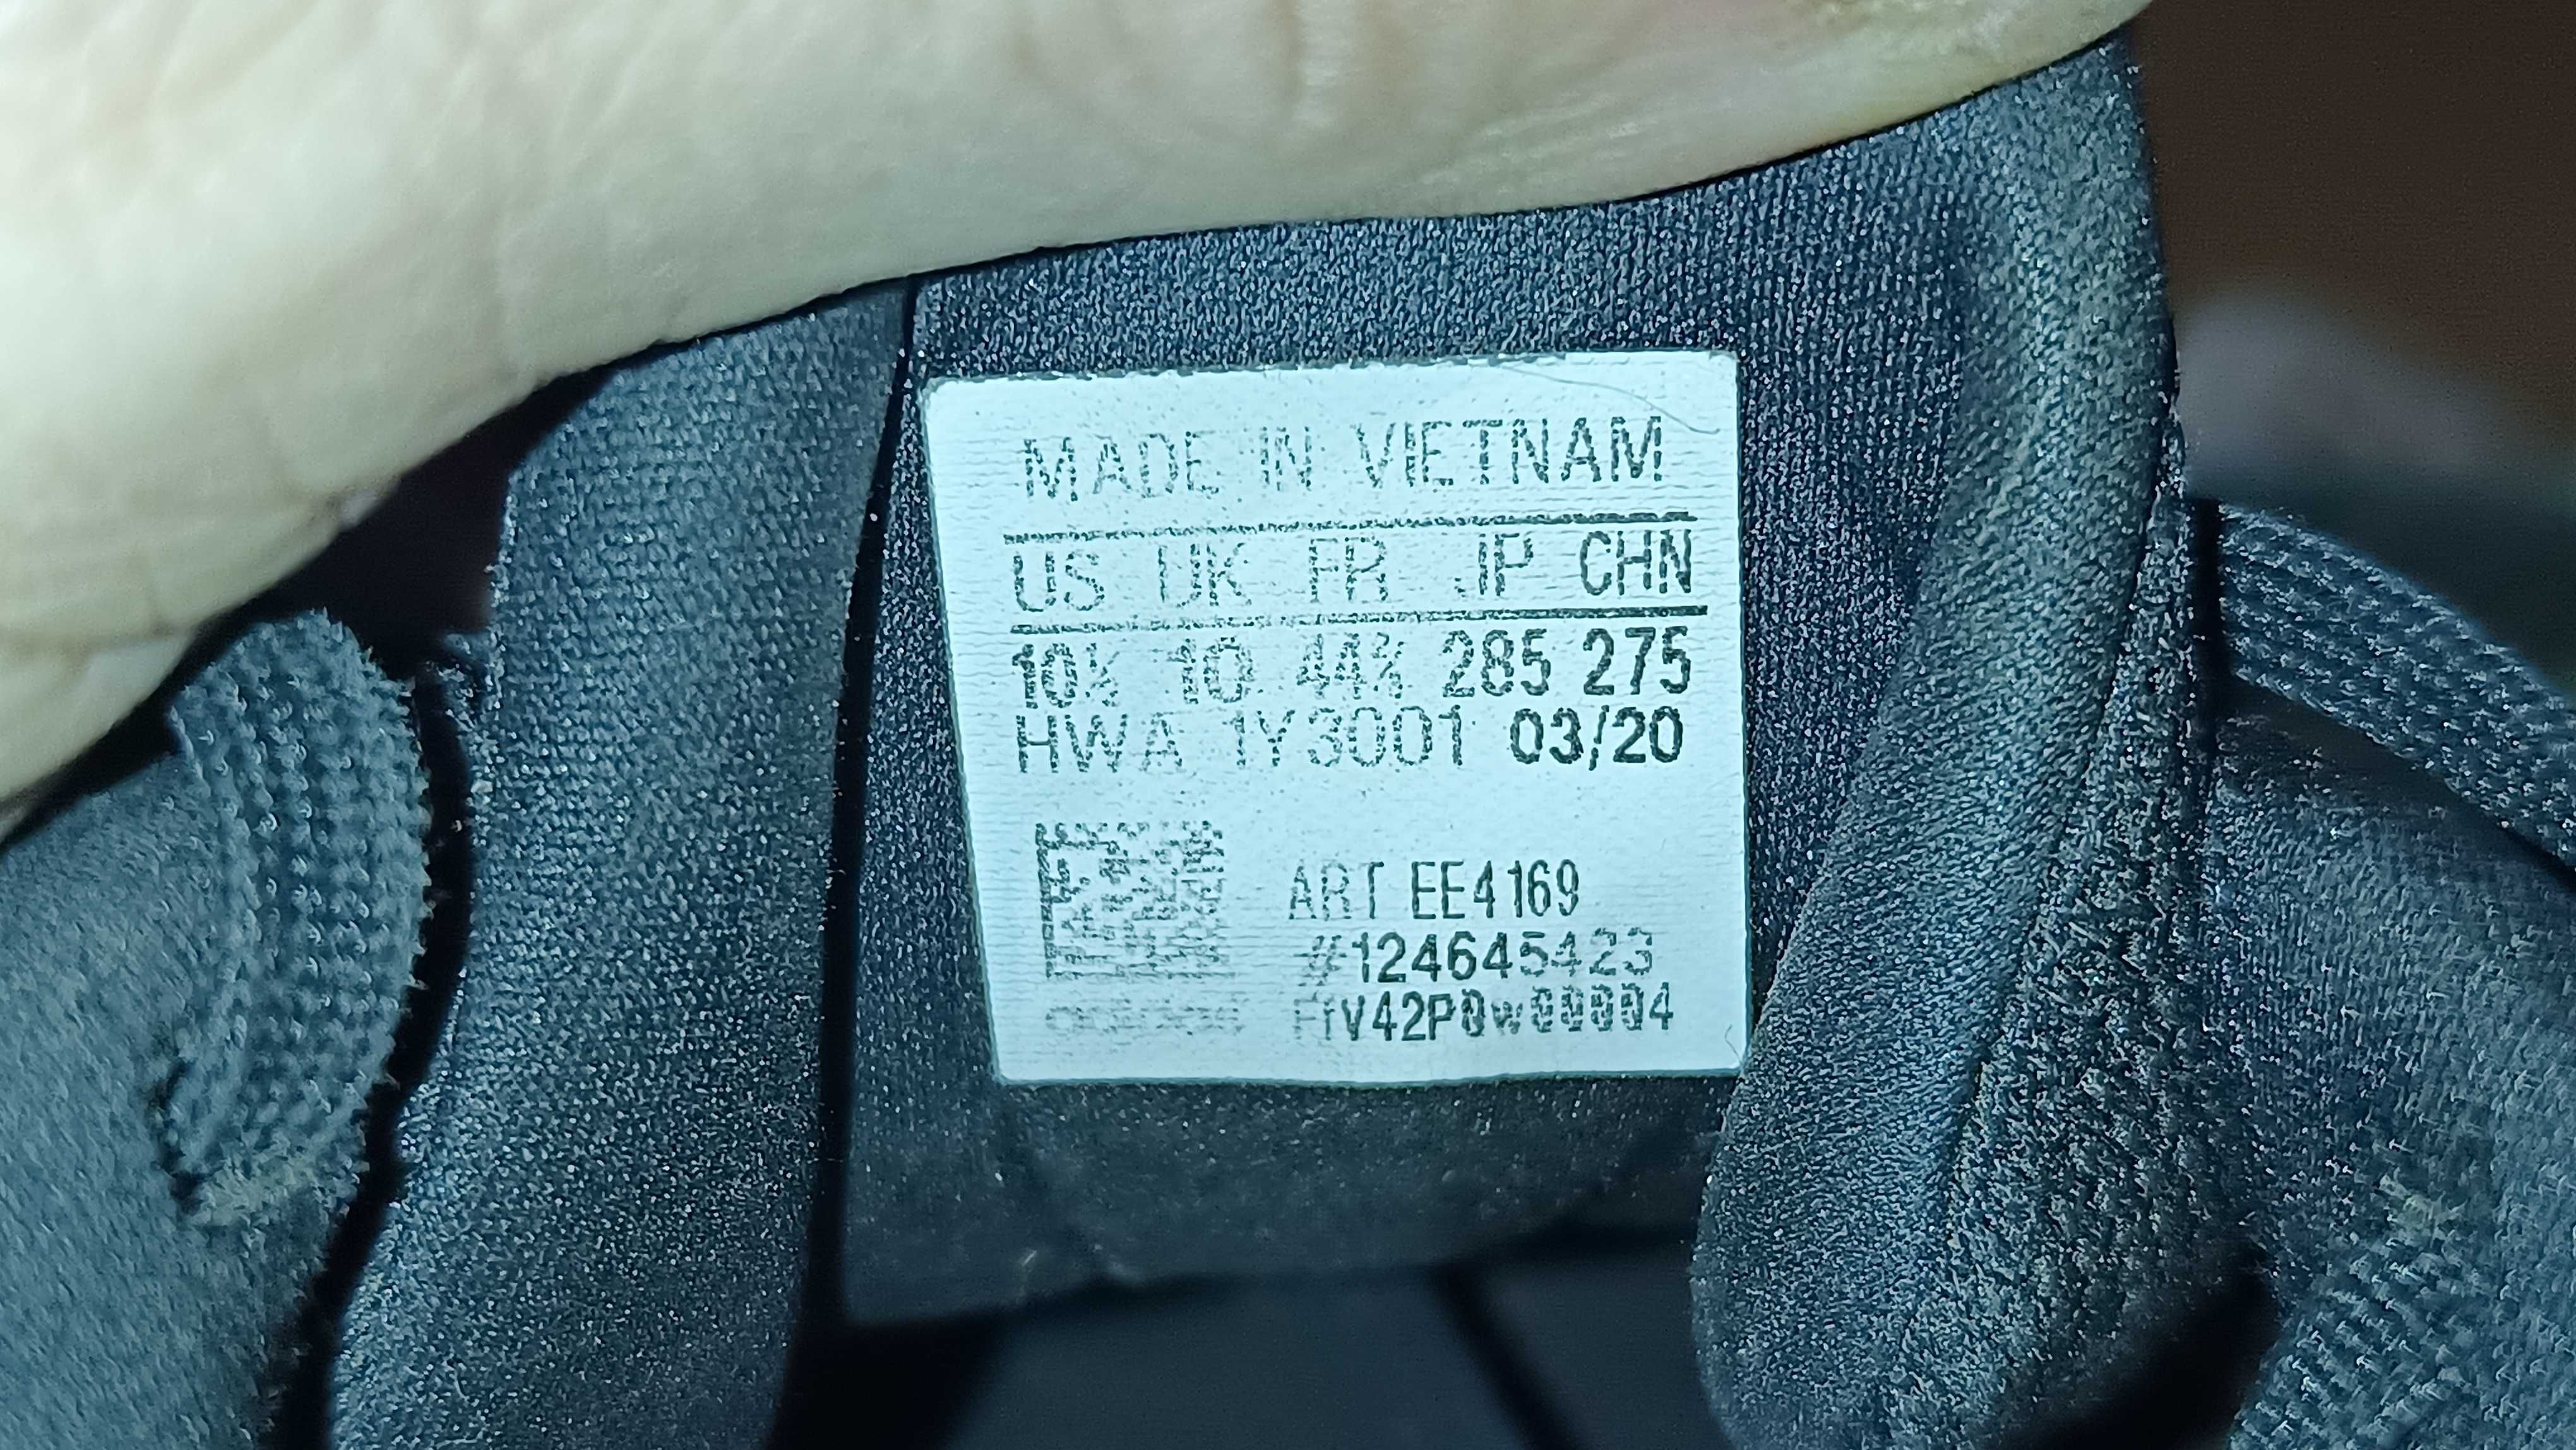 MADE IN VIETNAM
US UK FR JP CHN
10½ 10 44⅔ 285 275
HWA 1Y3001 03/20
ART EE4169
#124645423